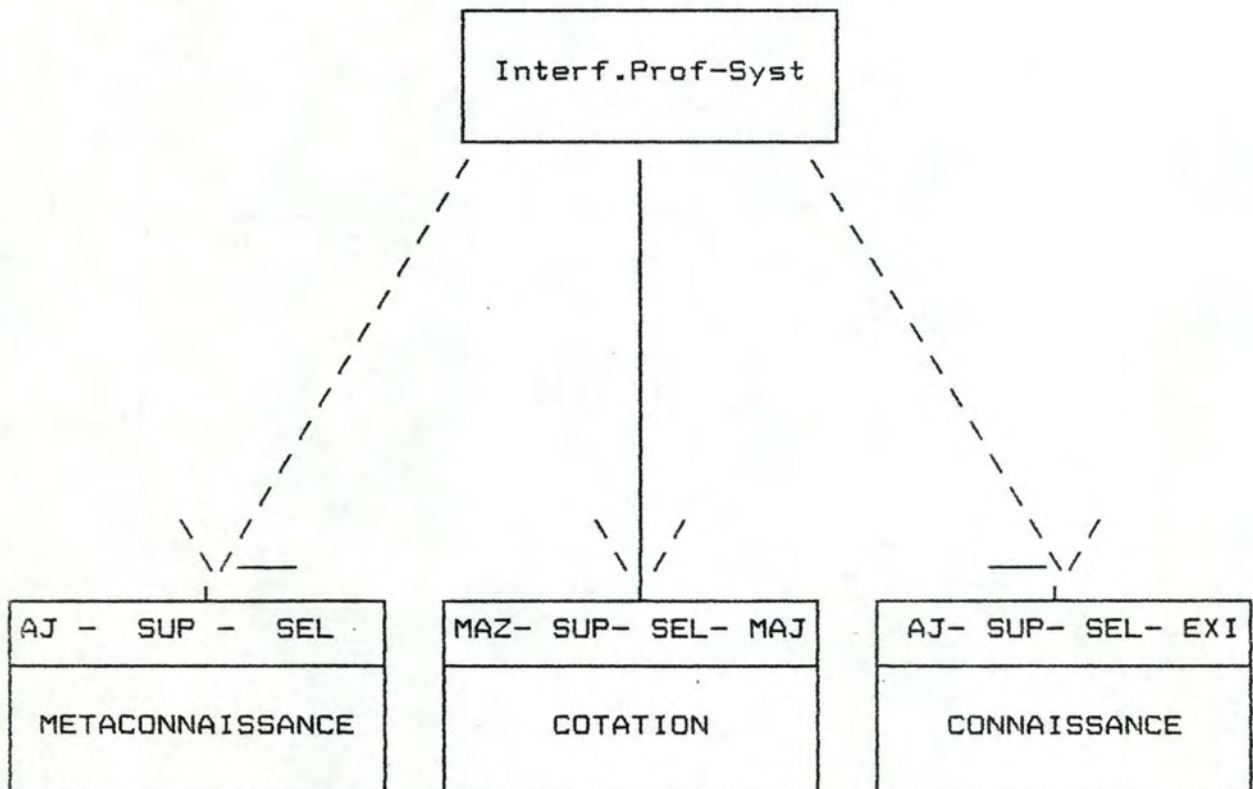 Interf.Prof-Syst
AJ - SUP - SEL
MAZ- SUP- SEL- MAJ
AJ- SUP- SEL- EXI
METACONNAISSANCE
COTATION
CONNAISSANCE